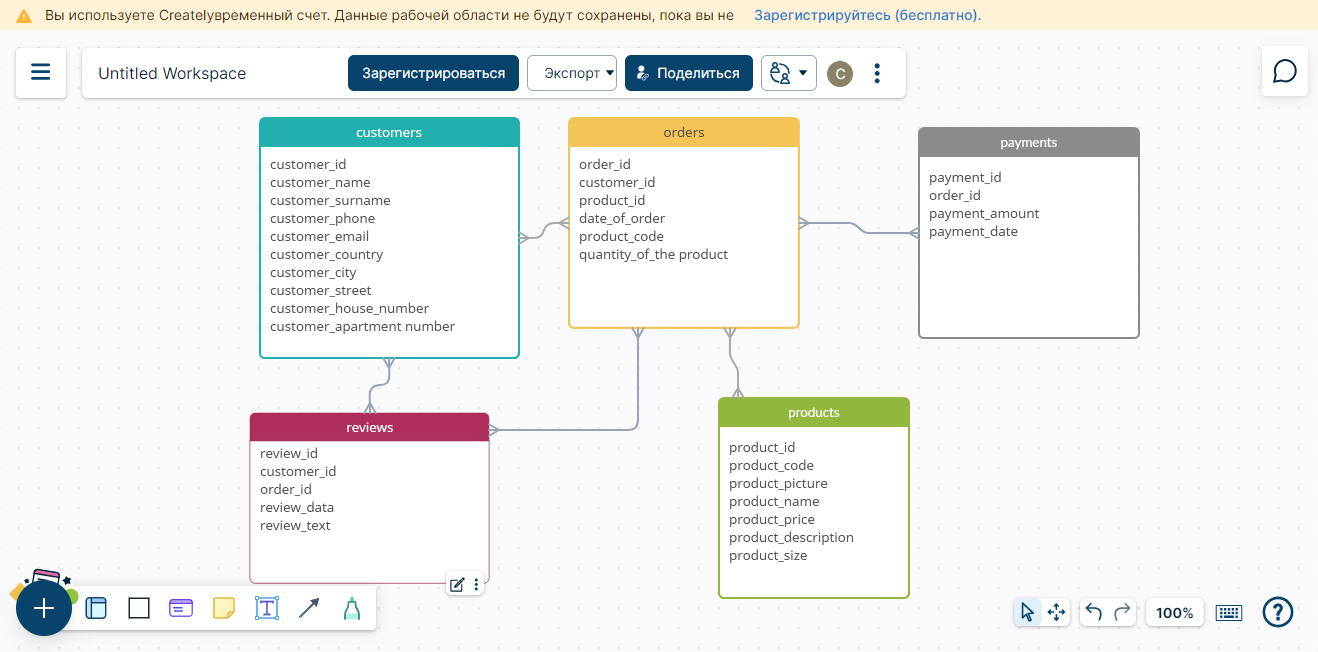 Вы используете Createlyвременный счет. Данные рабочей области не будут сохранены, пока вы не Зарегистрируйтесь (бесплатно).
Untitled Workspace
Зарегистрироваться
Экспорт
Поделиться
C
customers
customer_id
customer_name
customer_surname
customer_phone
customer_email
customer_country
customer_city
customer_street
customer_house_number
customer_apartment number
orders
order_id
customer_id
product_id
date_of_order
product_code
quantity_of_the product
payments
payment_id
order_id
payment_amount
payment_date
reviews
review_id
customer_id
order_id
review_data
review_text
products
product_id
product_code
product_picture
product_name
product_price
product_description
product_size
T
100%
?